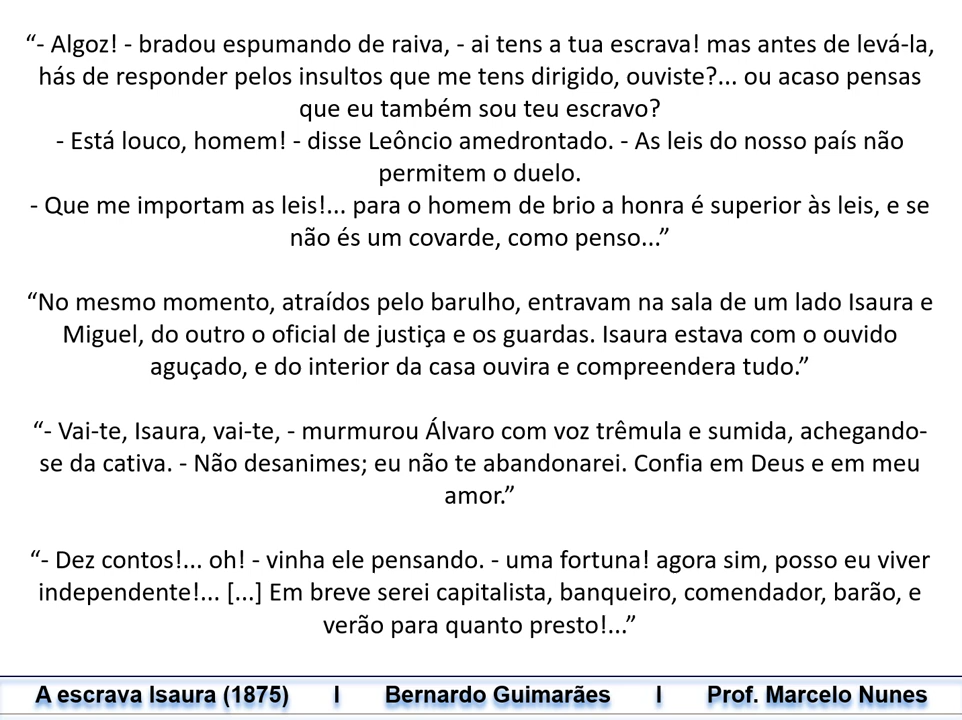 “- Algoz! - bradou espumando de raiva, - ai tens a tua escrava! mas antes de levá-la,
hás de responder pelos insultos que me tens dirigido, ouviste?... ou acaso pensas
que eu também sou teu escravo?
- Está louco, homem! - disse Leôncio amedrontado. - As leis do nosso país não
permitem o duelo.
- Que me importam as leis!... para o homem de brio a honra é superior às leis, e se
não és um covarde, como penso...”
“No mesmo momento, atraídos pelo barulho, entravam na sala de um lado Isaura e
Miguel, do outro o oficial de justiça e os guardas. Isaura estava com o ouvido
aguçado, e do interior da casa ouvira e compreendera tudo.”
“- Vai-te, Isaura, vai-te, - murmurou Álvaro com voz trêmula e sumida, achegando-
se da cativa. - Não desanimes; eu não te abandonarei. Confia em Deus e em meu
amor.”
“- Dez contos!... oh! - vinha ele pensando. - uma fortuna! agora sim, posso eu viver
independente!... [...] Em breve serei capitalista, banqueiro, comendador, barão, e
verão para quanto presto!...”
A escrava Isaura (1875) I Bernardo Guimarães I Prof. Marcelo Nunes